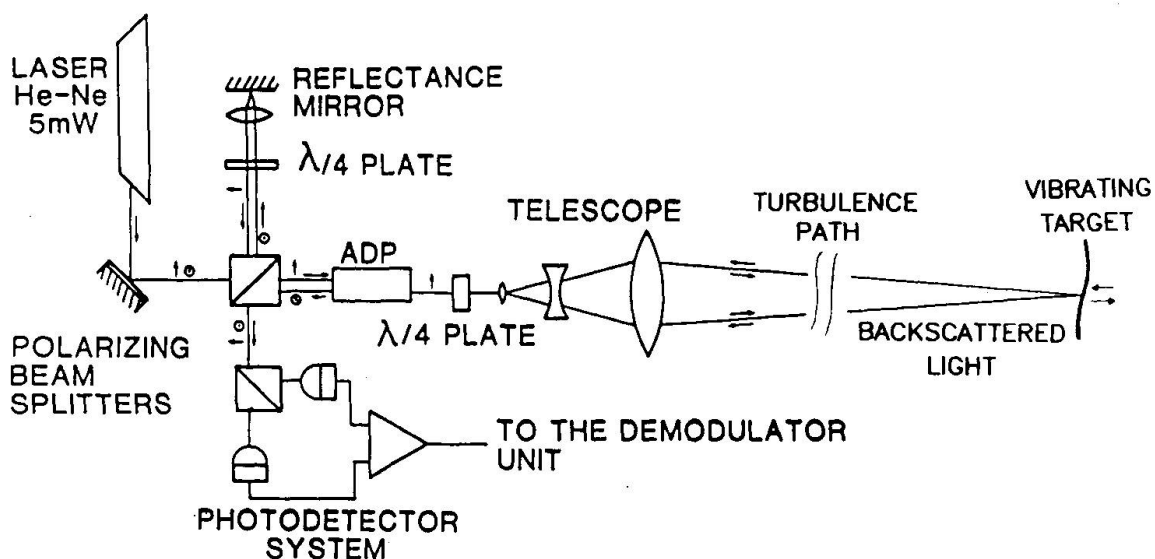 LASER
He-Ne
5mW
REFLECTANCE
MIRROR
λ/4 PLATE
TELESCOPE
TURBULENCE
PATH
VIBRATING
TARGET
ADP
λ/4 PLATE
BACKSCATTERED
LIGHT
POLARIZING
BEAM
SPLITTERS
TO THE DEMODULATOR
UNIT
PHOTODETECTOR
SYSTEM